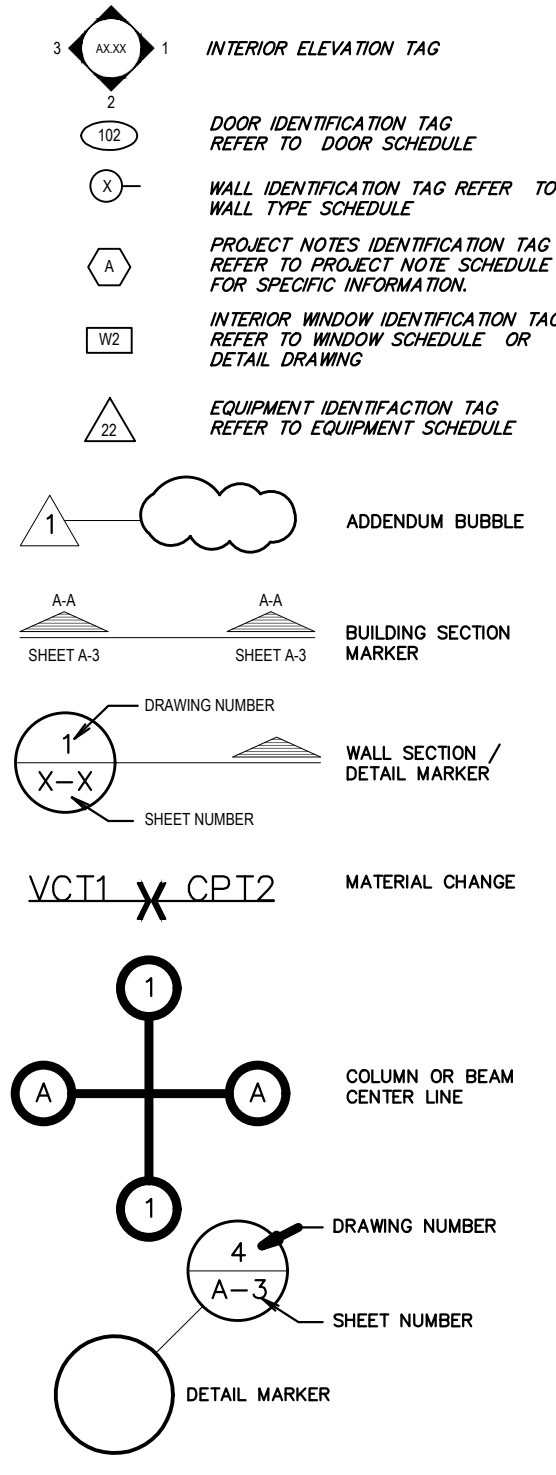 3 AX.XX 1 INTERIOR ELEVATION TAG
2
102
DOOR IDENTIFICATION TAG
REFER TO DOOR SCHEDULE
X
WALL IDENTIFICATION TAG REFER TO
WALL TYPE SCHEDULE
A
PROJECT NOTES IDENTIFICATION TAG
REFER TO PROJECT NOTE SCHEDULE
FOR SPECIFIC INFORMATION.
W2
INTERIOR WINDOW IDENTIFICATION TAG
REFER TO WINDOW SCHEDULE OR
DETAIL DRAWING
22
EQUIPMENT IDENTIFACTION TAG
REFER TO EQUIPMENT SCHEDULE
1
ADDENDUM BUBBLE
A-A A-A
SHEET A-3 SHEET A-3
BUILDING SECTION
MARKER
DRAWING NUMBER
1
X-X
SHEET NUMBER
WALL SECTION /
DETAIL MARKER
VCT1 X CPT2
MATERIAL CHANGE
1
A A
1
COLUMN OR BEAM
CENTER LINE
DRAWING NUMBER
4
A-3
SHEET NUMBER
DETAIL MARKER